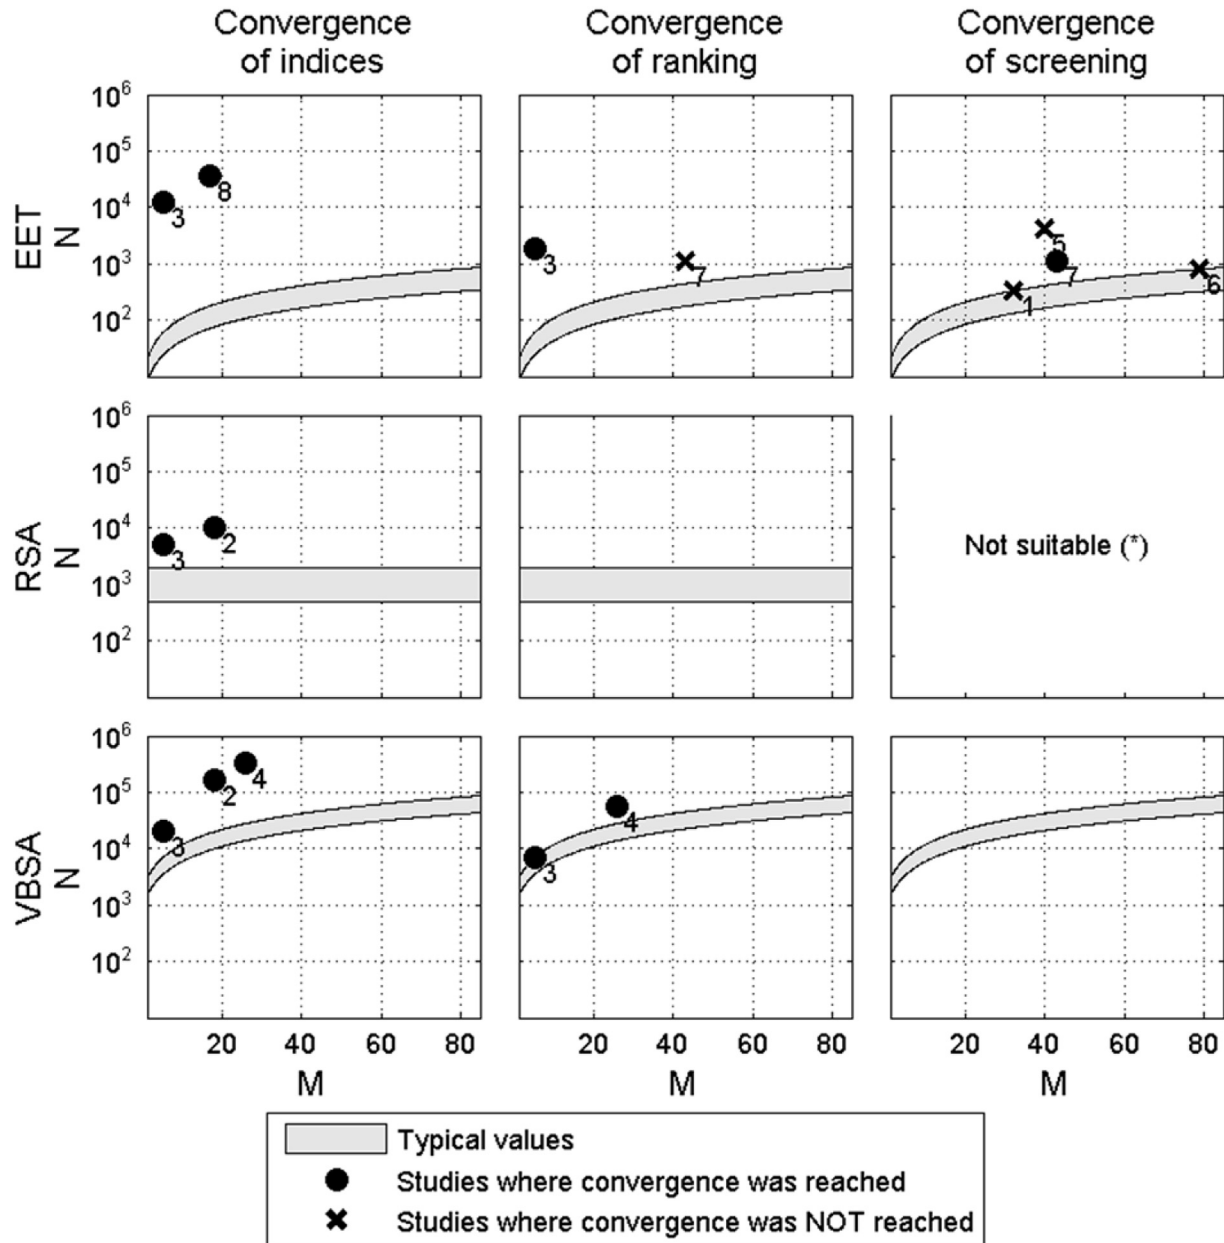 Convergence of indices
Convergence of ranking
Convergence of screening
EET
N
10^6
10^5
10^4
10^3
10^2
3
8
3
7
5
7
1
6
RSA
N
10^6
10^5
10^4
10^3
10^2
3
2
Not suitable (*)
VBSA
N
10^6
10^5
10^4
10^3
10^2
3
2
4
3
4
20 40 60 80
20 40 60 80
20 40 60 80
M
M
M
Typical values
Studies where convergence was reached
Studies where convergence was NOT reached